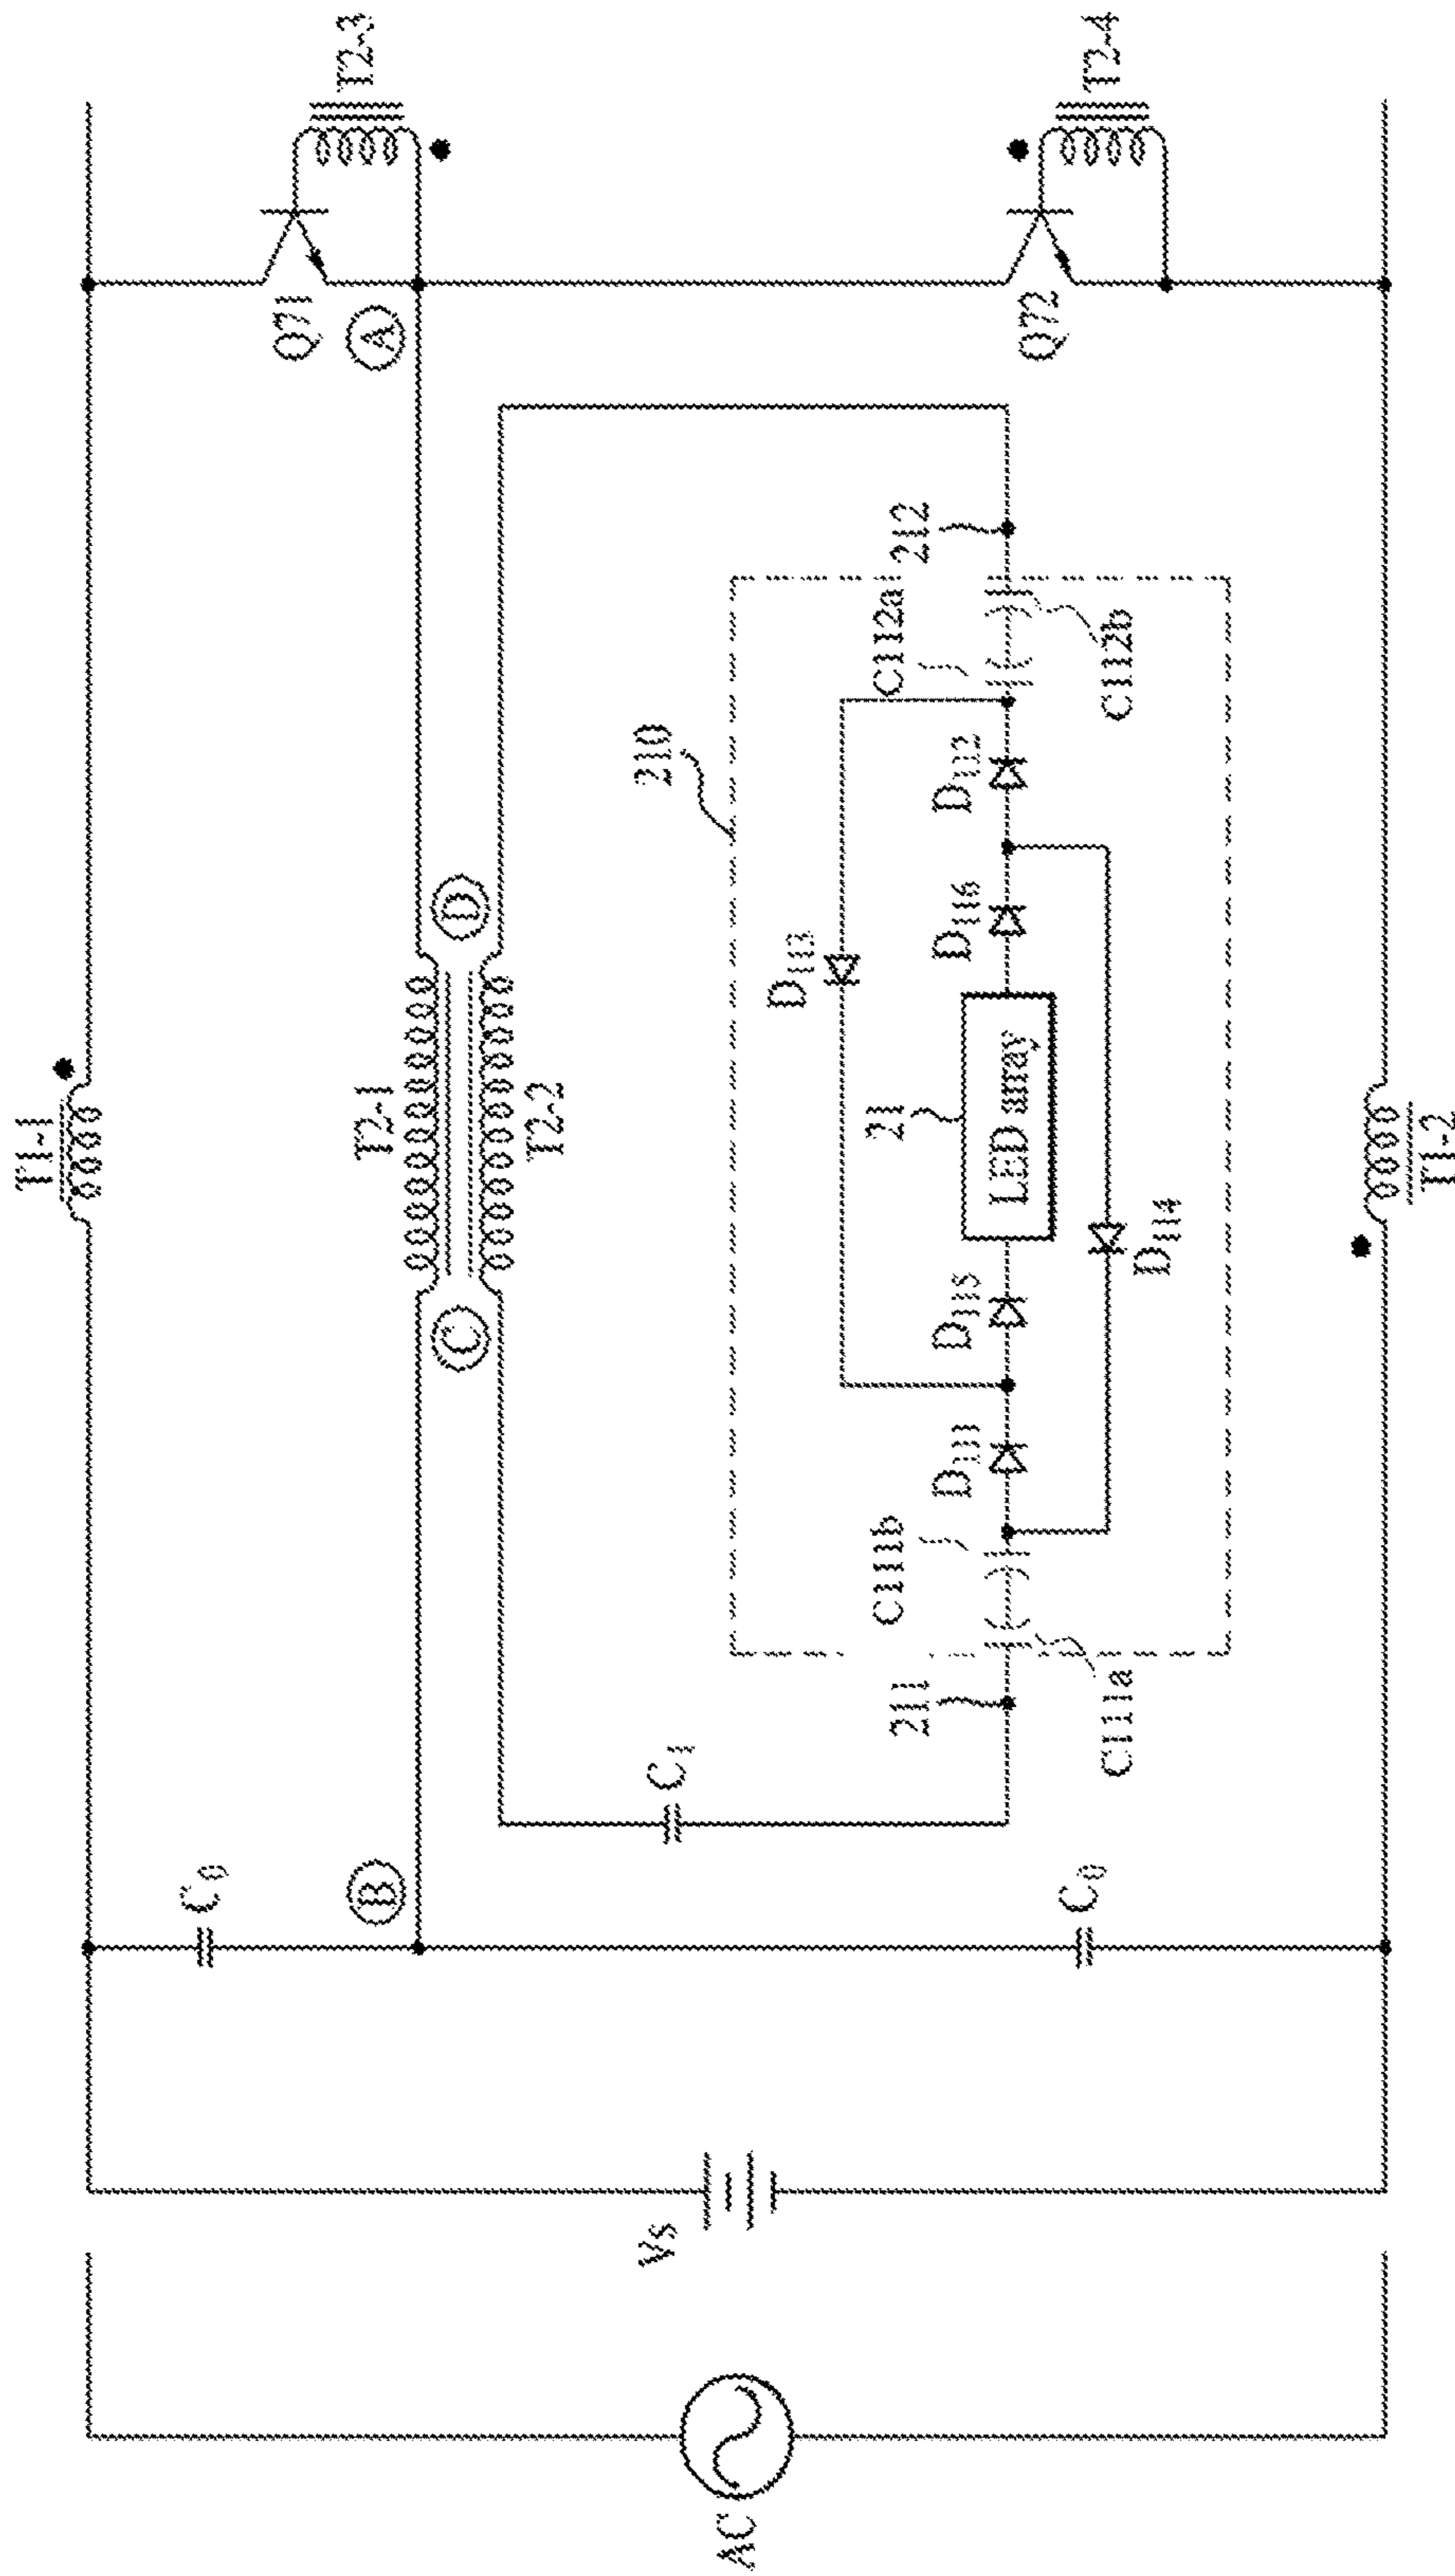 AC
Vs
C0
B
C0
T1-1
T2-1
C
D
T2-2
C1
211
C111a
C111b
D111
D115
21
LED array
D116
D112
D113
D114
210
C112a
C112b
212
T1-2
A
Q71
T2-3
Q72
T2-4